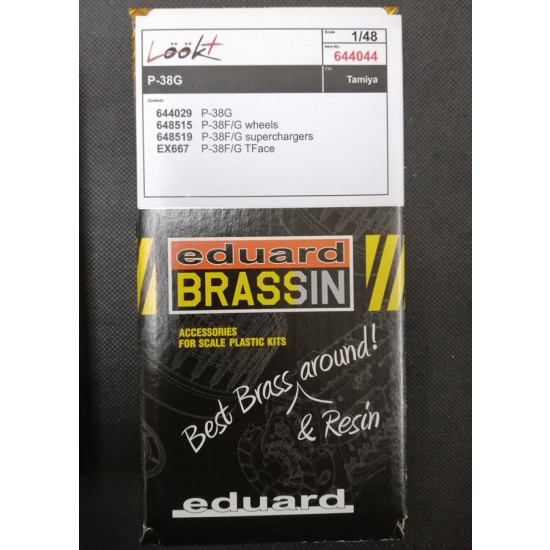 Löök+
Scale
1/48
Item No.
644044
P-38G
For:
Tamiya
Content:
644029 P-38G
648515 P-38F/G wheels
648519 P-38F/G superchargers
EX667 P-38F/G TFace
eduard
BRASSIN
ACCESSORIES
FOR SCALE PLASTIC KITS
Best Brass around!
& Resin
eduard